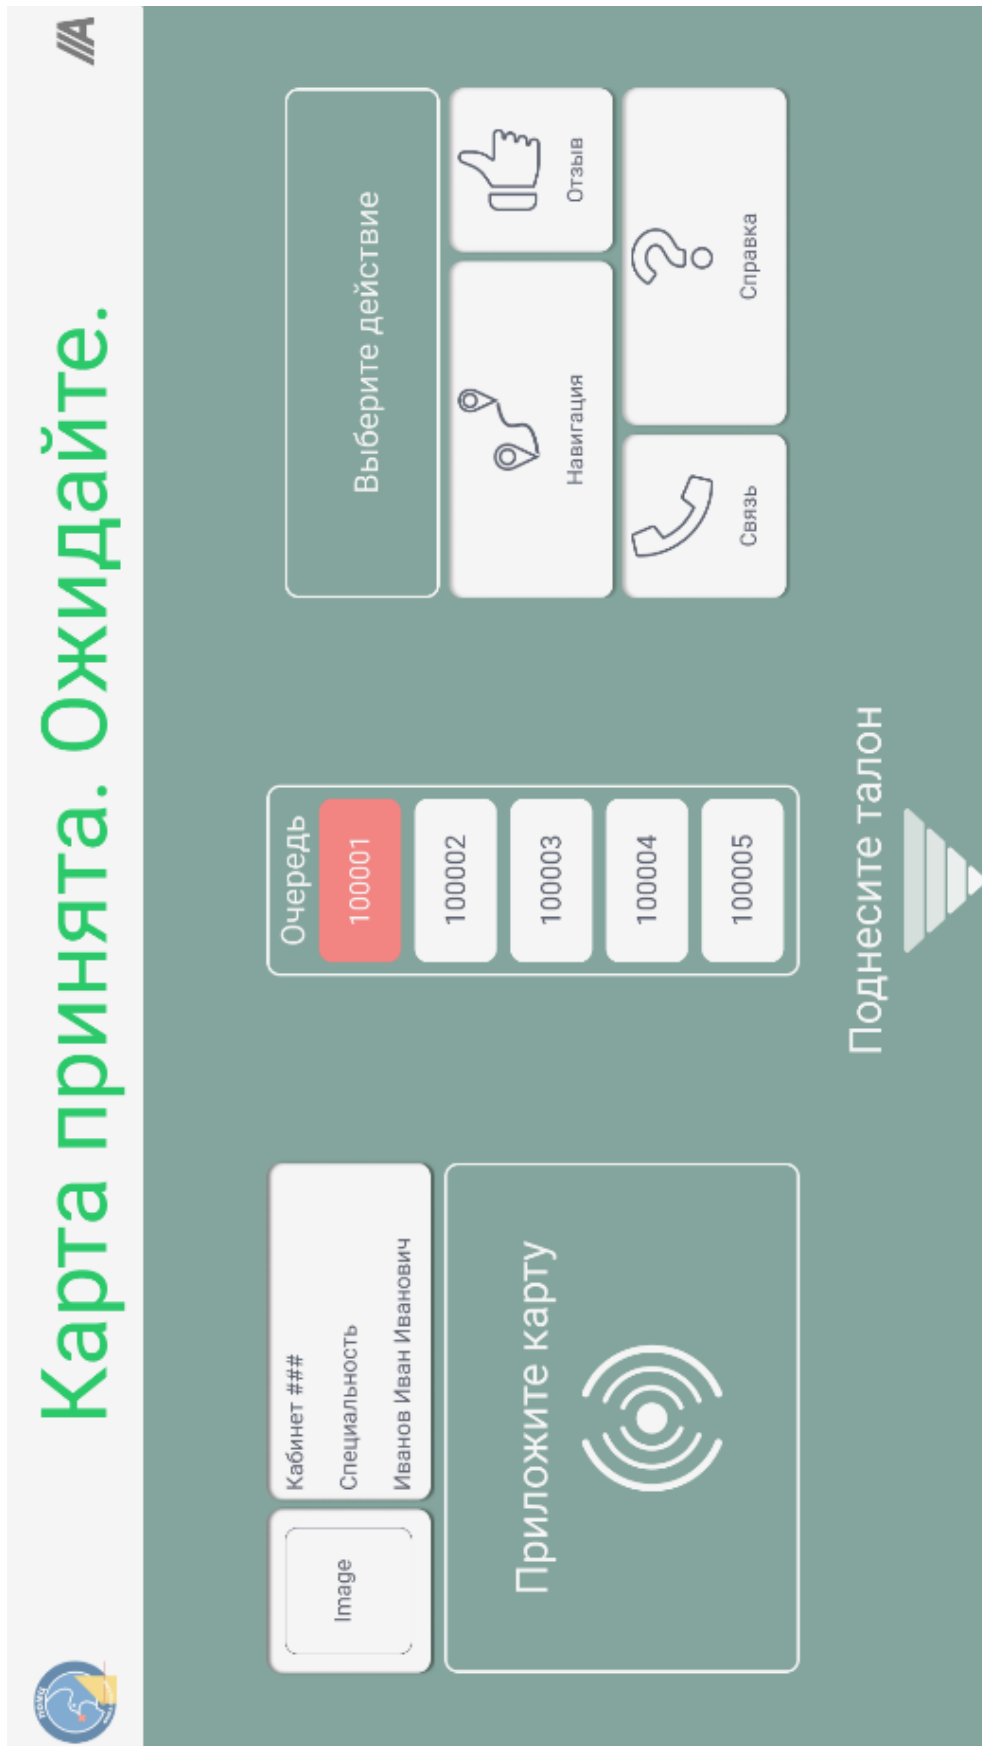 Карта принята. Ожидайте.
Кабинет ###
Специальность
Иванов Иван Иванович
Image
Приложите карту
Очередь
100001
100002
100003
100004
100005
Поднесите талон
Выберите действие
Навигация
Отзыв
Связь
Справка